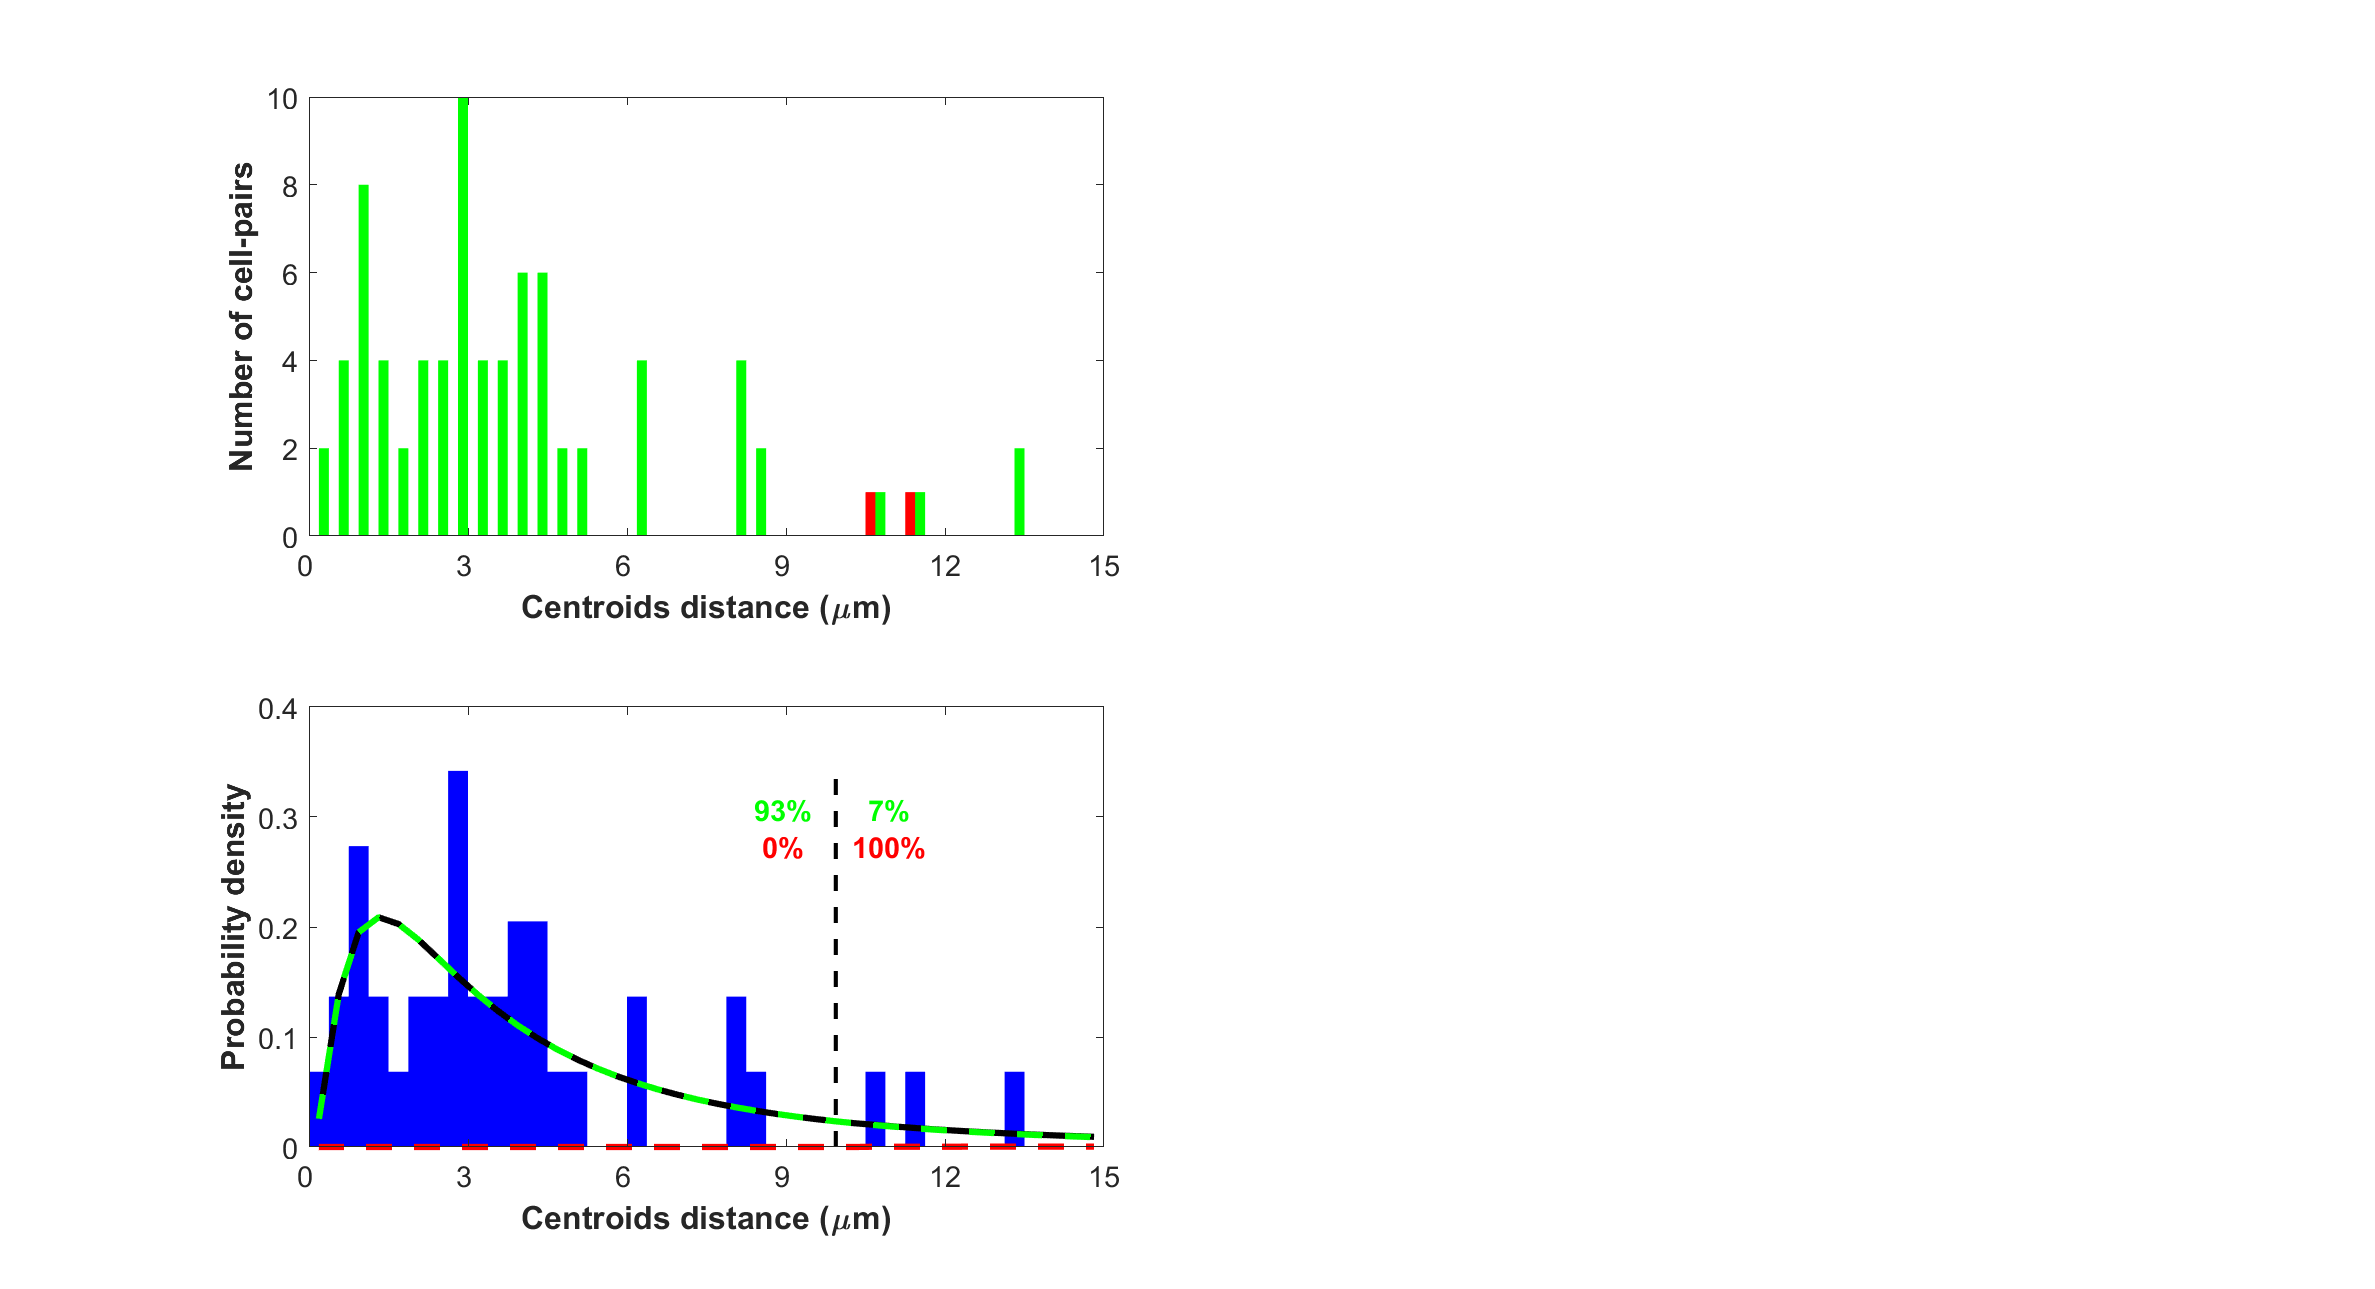 Number of cell-pairs
10
8
6
4
2
0
0 3 6 9 12 15
Centroids distance (μm)
Probability density
0.4
0.3
0.2
0.1
0
93% 7%
0% 100%
0 3 6 9 12 15
Centroids distance (μm)